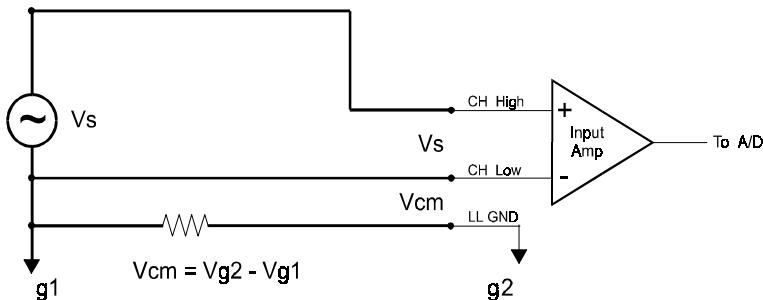 Vs
CH High
+
Input
Amp
To A/D
Vs
CH Low
-
Vcm
LL GND
Vcm = Vg2 - Vg1
g1
g2